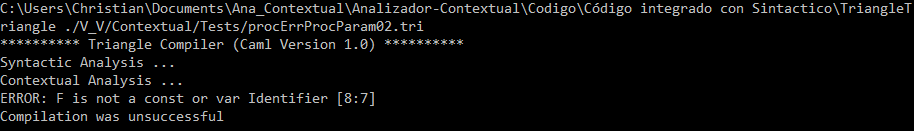 C:\Users\Christian\Documents\Ana_Contextual\Analizador-Contextual\Codigo\Código integrado con Sintactico\TriangleT
riangle ./V_V/Contextual/Tests/procErrProcParam02.tri
********** Triangle Compiler (Caml Version 1.0) **********
Syntactic Analysis ...
Contextual Analysis ...
ERROR: F is not a const or var Identifier [8:7]
Compilation was unsuccessful